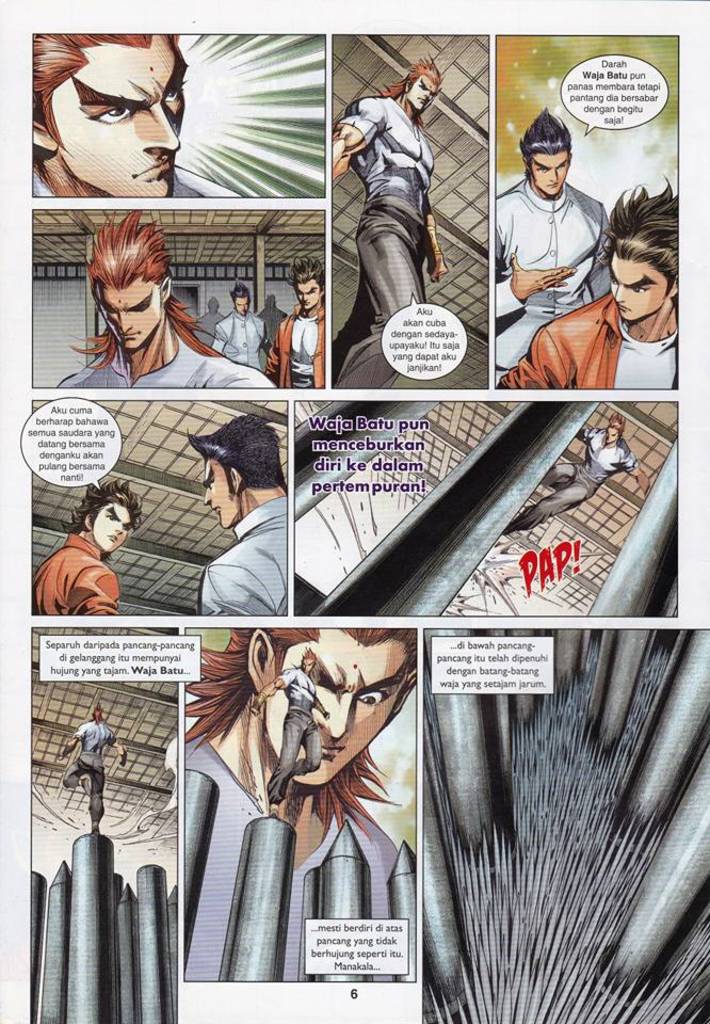 Darah
Waja Batu pun
panas membara tetapi
pantang dia bersabar
dengan begitu
saja!
Aku
akan cuba
dengan sedaya-
upayaku! Itu saja
yang dapat aku
janjikan!
Aku cuma
berharap bahawa
semua saudara yang
datang bersama
denganku akan
pulang bersama
nanti!
Waja Batu pun
menceburkan
diri ke dalam
pertempuran!
PAP!
Separuh daripada pancang-pancang
di gelanggang itu mempunyai
hujung yang tajam. Waja Batu...
...mesti berdiri di atas
pancang yang tidak
berhujung seperti itu.
Manakala...
...di bawah pancang-
pancang itu telah dipenuhi
dengan batang-batang
waja yang setajam jarum.
6